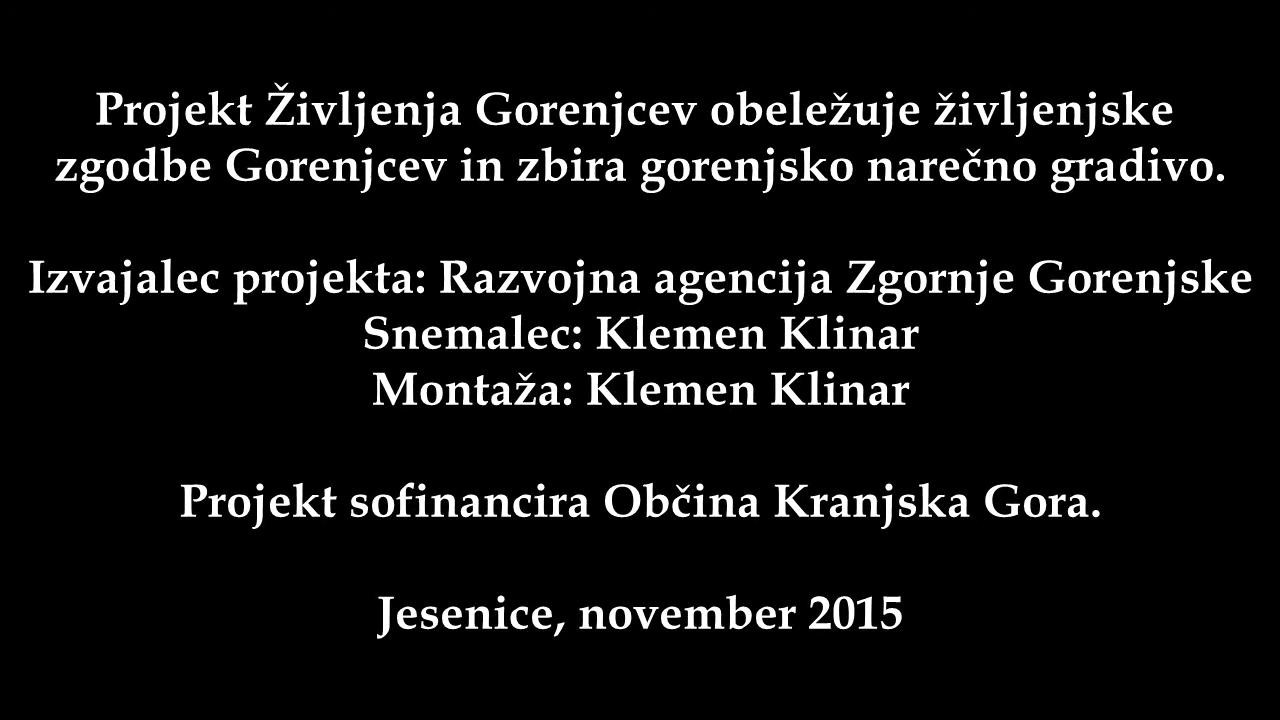 Projekt Življenja Gorenjcev obeležuje življenjske
zgodbe Gorenjcev in zbira gorenjsko narečno gradivo.
Izvajalec projekta: Razvojna agencija Zgornje Gorenjske
Snemalec: Klemen Klinar
Montaža: Klemen Klinar
Projekt sofinancira Občina Kranjska Gora.
Jesenice, november 2015